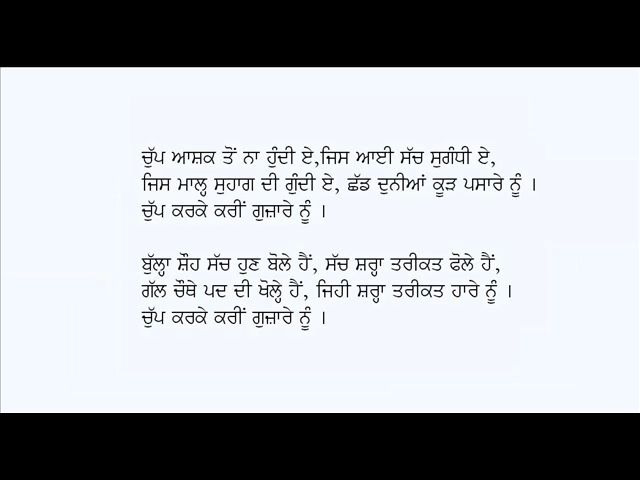 ਚੁੱਪ ਆਸ਼ਕ ਤੋਂ ਨਾ ਹੁੰਦੀ ਏ,ਜਿਸ ਆਈ ਸੱਚ ਸੁਗੰਧੀ ਏ,
ਜਿਸ ਮਾਲ੍ਹ ਸੁਹਾਗ ਦੀ ਗੁੰਦੀ ਏ, ਛੱਡ ਦੁਨੀਆਂ ਕੂੜ ਪਸਾਰੇ ਨੂੰ ।
ਚੁੱਪ ਕਰਕੇ ਕਰੀਂ ਗੁਜ਼ਾਰੇ ਨੂੰ ।
ਬੁੱਲ੍ਹਾ ਸ਼ੌਹ ਸੱਚ ਹੁਣ ਬੋਲੇ ਹੈਂ, ਸੱਚ ਸ਼ਰ੍ਹਾ ਤਰੀਕਤ ਫੋਲੇ ਹੈਂ,
ਗੱਲ ਚੌਥੇ ਪਦ ਦੀ ਖੋਲ੍ਹੇ ਹੈਂ, ਜਿਹੀ ਸ਼ਰ੍ਹਾ ਤਰੀਕਤ ਹਾਰੇ ਨੂੰ ।
ਚੁੱਪ ਕਰਕੇ ਕਰੀਂ ਗੁਜ਼ਾਰੇ ਨੂੰ ।